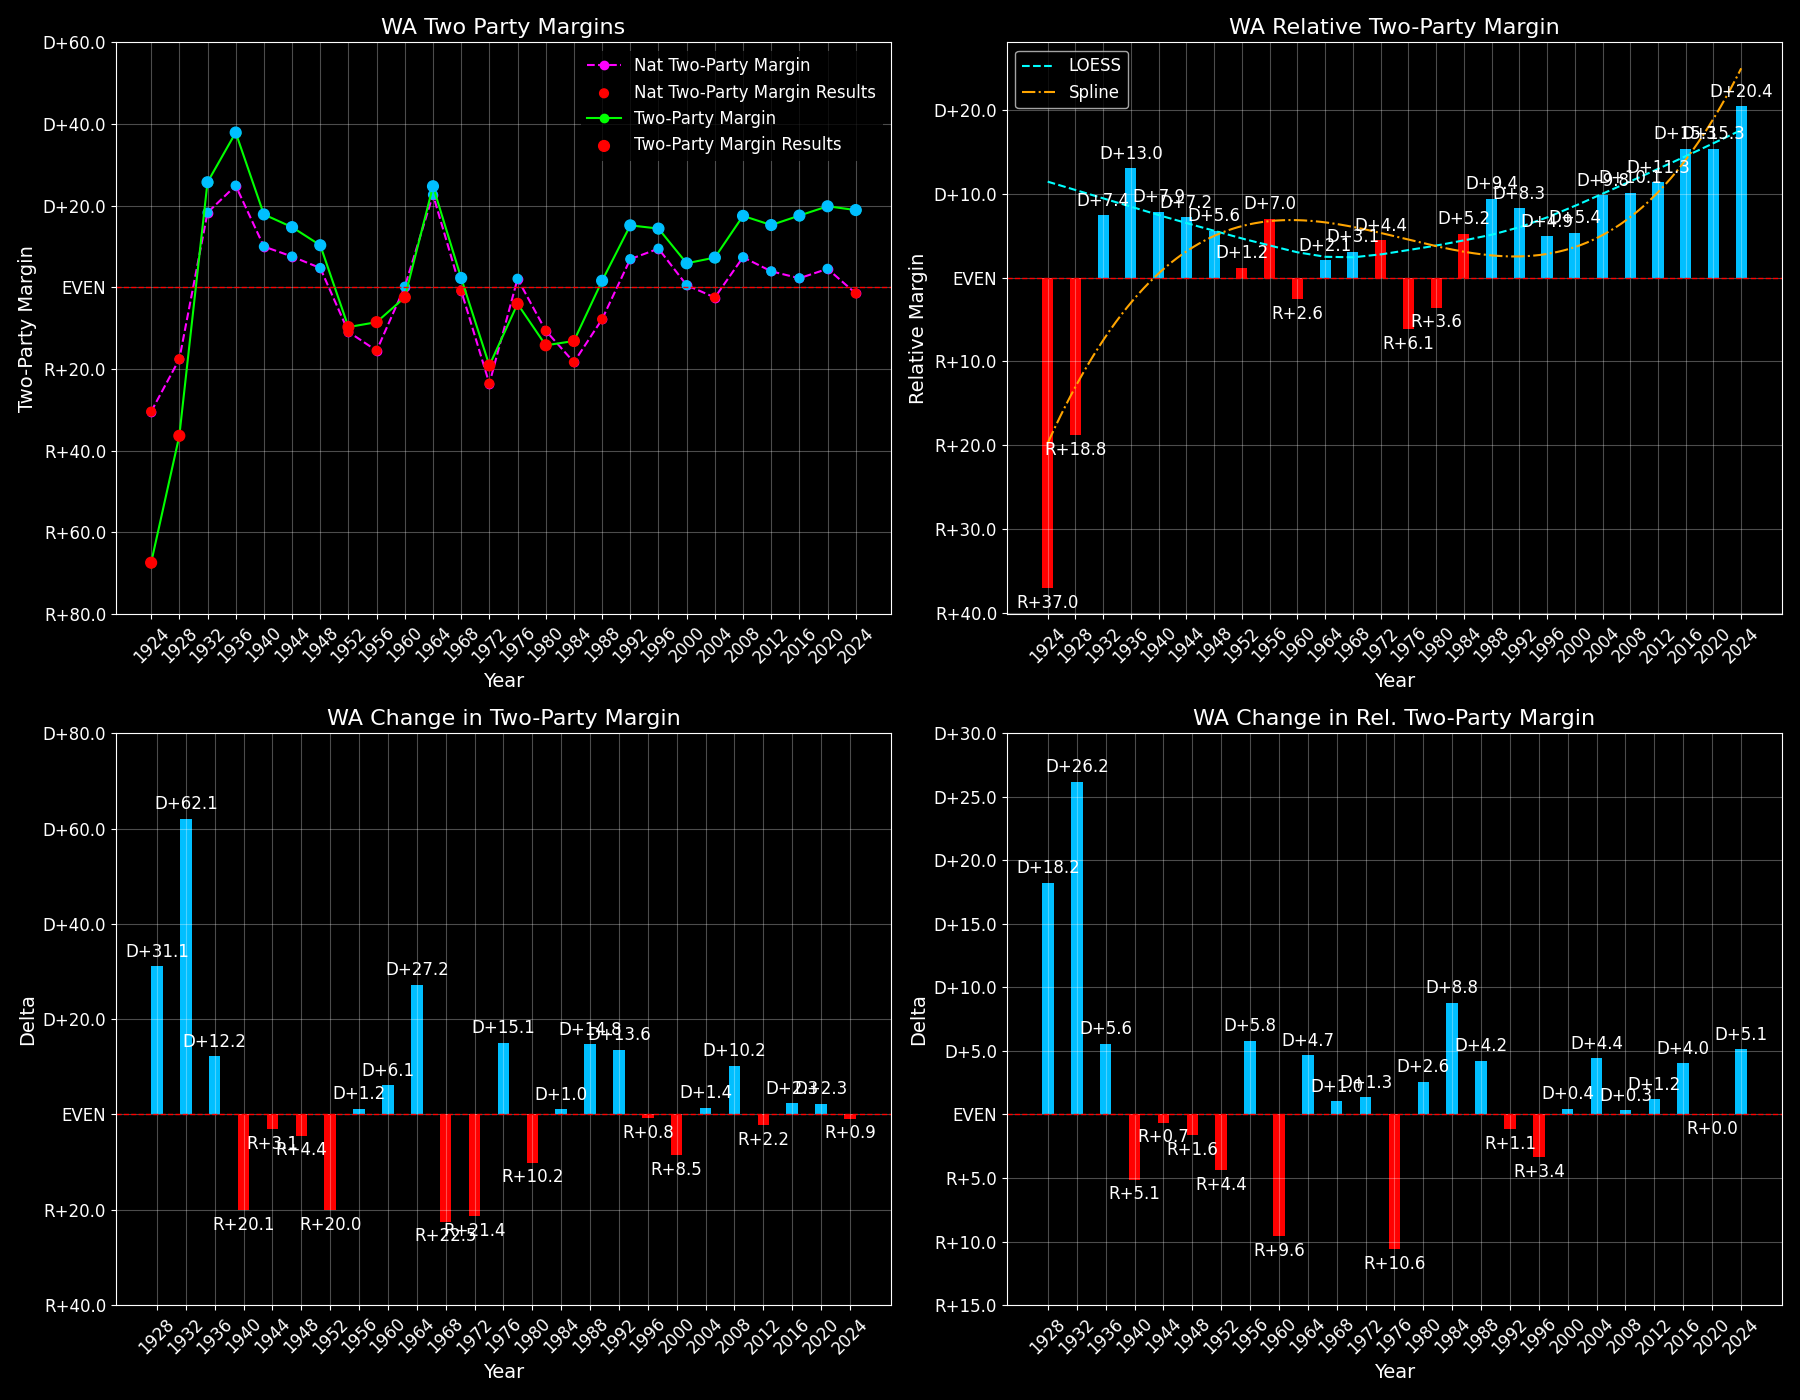 WA Two Party Margins
D+60.0
D+40.0
D+20.0
EVEN
R+20.0
R+40.0
R+60.0
R+80.0
Two-Party Margin
Nat Two-Party Margin
Nat Two-Party Margin Results
Two-Party Margin
Two-Party Margin Results
1924 1928 1932 1936 1940 1944 1948 1952 1956 1960 1964 1968 1972 1976 1980 1984 1988 1992 1996 2000 2004 2008 2012 2016 2020 2024
Year
WA Relative Two-Party Margin
D+20.0
D+10.0
EVEN
R+10.0
R+20.0
R+30.0
R+40.0
Relative Margin
LOESS
Spline
R+37.0 R+18.8 D+7.4 D+13.0 D+7.9 D+7.2 D+5.6 D+1.2 D+7.0 R+2.6 D+2.1 D+3.1 D+4.4 R+6.1 R+3.6 D+5.2 D+9.4 D+8.3 D+4.9 D+5.4 D+9.8 D+10.1 D+11.3 D+15.3 D+15.3 D+20.4
1924 1928 1932 1936 1940 1944 1948 1952 1956 1960 1964 1968 1972 1976 1980 1984 1988 1992 1996 2000 2004 2008 2012 2016 2020 2024
Year
WA Change in Two-Party Margin
D+80.0
D+60.0
D+40.0
D+20.0
EVEN
R+20.0
R+40.0
Delta
D+31.1 D+62.1 D+12.2 R+20.1 R+3.1 R+4.4 R+20.0 D+1.2 D+6.1 D+27.2 R+22.5 R+21.4 D+15.1 R+10.2 D+1.0 D+14.8 D+13.6 R+0.8 R+8.5 D+1.4 D+10.2 R+2.2 D+2.3 D+2.3 R+0.9
1928 1932 1936 1940 1944 1948 1952 1956 1960 1964 1968 1972 1976 1980 1984 1988 1992 1996 2000 2004 2008 2012 2016 2020 2024
Year
WA Change in Rel. Two-Party Margin
D+30.0
D+25.0
D+20.0
D+15.0
D+10.0
D+5.0
EVEN
R+5.0
R+10.0
R+15.0
Delta
D+18.2 D+26.2 D+5.6 R+5.1 R+0.7 R+1.6 R+4.4 D+5.8 R+9.6 D+4.7 D+1.0 D+1.3 R+10.6 D+2.6 D+8.8 D+4.2 R+1.1 R+3.4 D+0.4 D+4.4 D+0.3 D+1.2 D+4.0 R+0.0 D+5.1
1928 1932 1936 1940 1944 1948 1952 1956 1960 1964 1968 1972 1976 1980 1984 1988 1992 1996 2000 2004 2008 2012 2016 2020 2024
Year